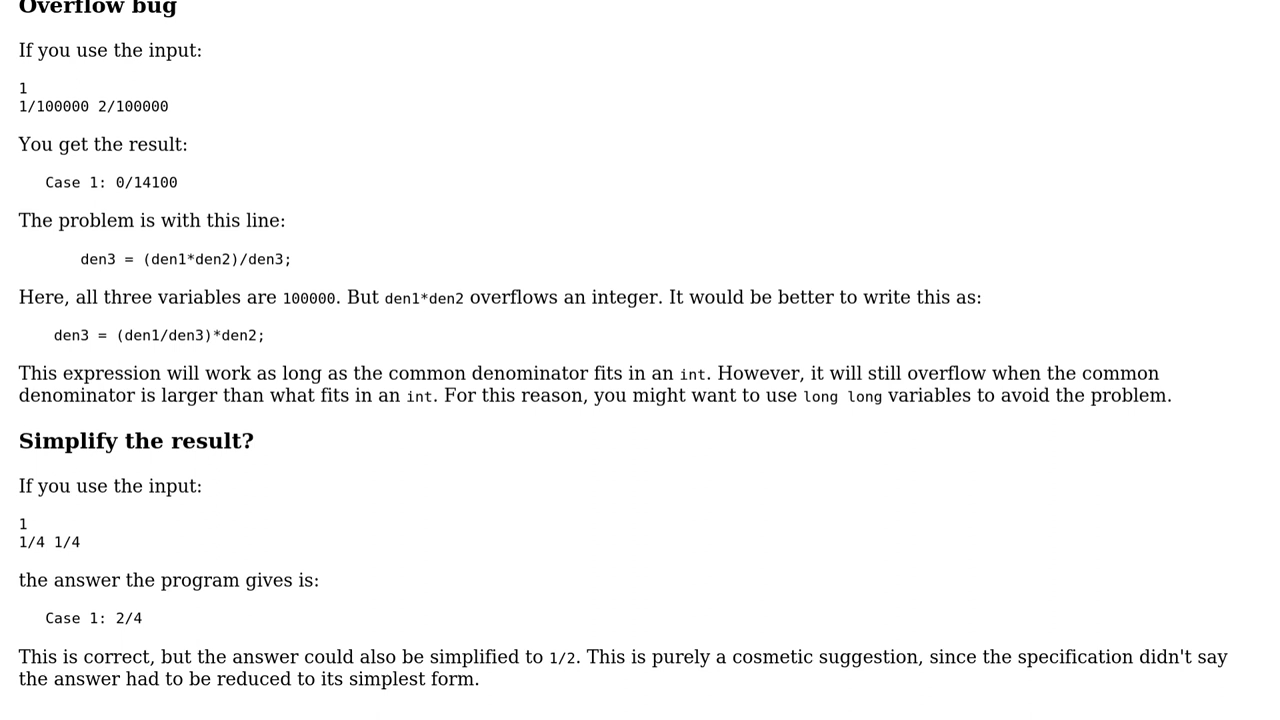 Overflow bug
If you use the input:
1
1/100000 2/100000
You get the result:
Case 1: 0/14100
The problem is with this line:
den3 = (den1*den2)/den3;
Here, all three variables are 100000. But den1*den2 overflows an integer. It would be better to write this as:
den3 = (den1/den3)*den2;
This expression will work as long as the common denominator fits in an int. However, it will still overflow when the common
denominator is larger than what fits in an int. For this reason, you might want to use long long variables to avoid the problem.
Simplify the result?
If you use the input:
1
1/4 1/4
the answer the program gives is:
Case 1: 2/4
This is correct, but the answer could also be simplified to 1/2. This is purely a cosmetic suggestion, since the specification didn't say
the answer had to be reduced to its simplest form.